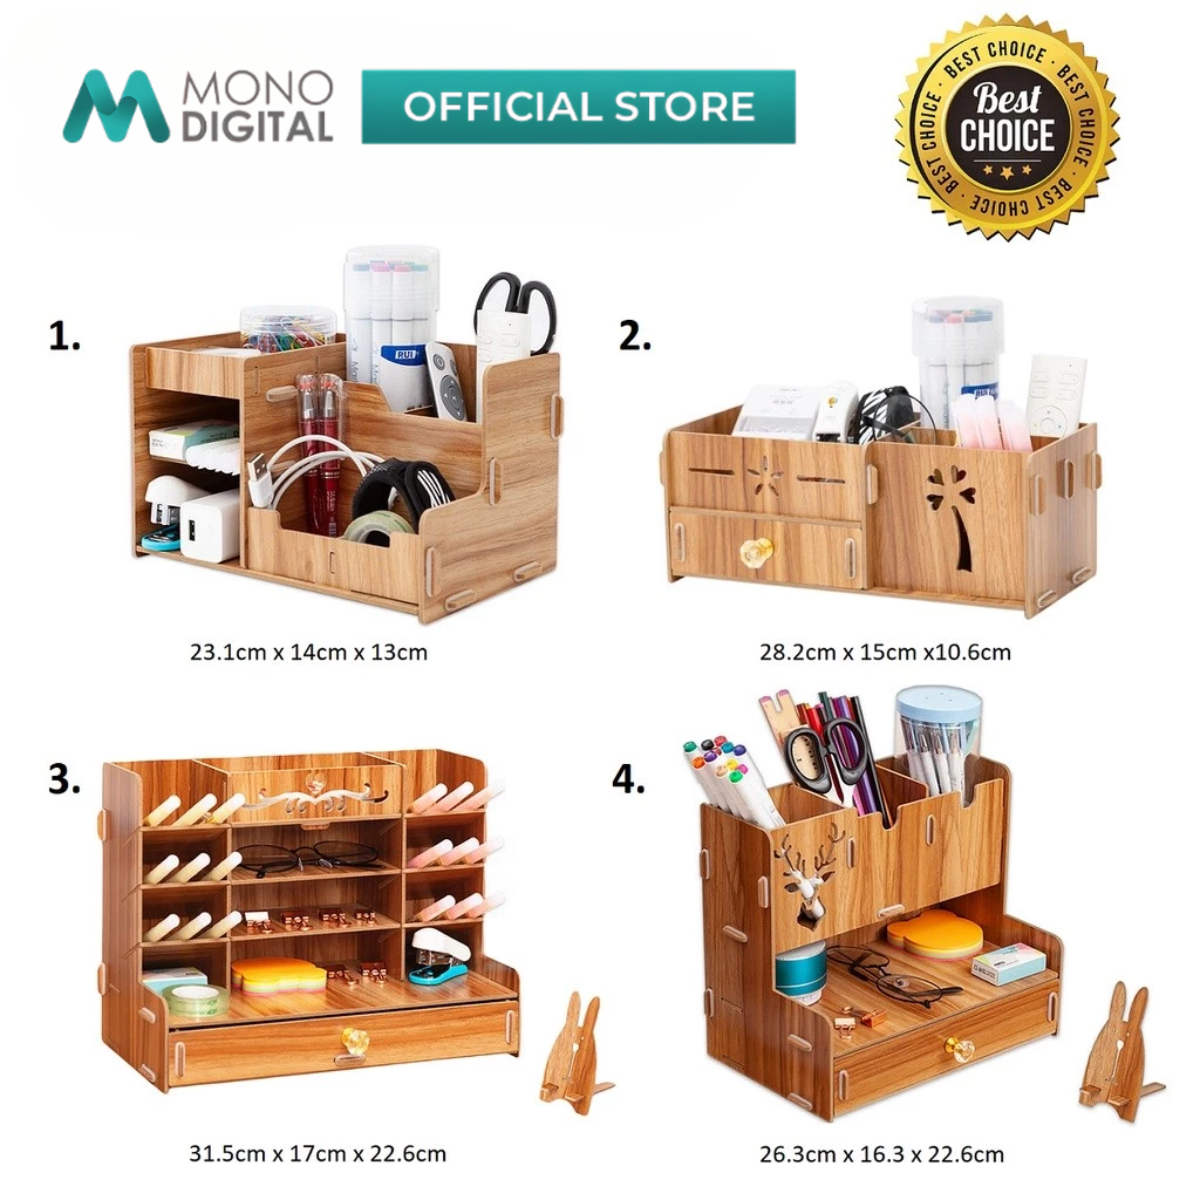 MONO
DIGITAL
OFFICIAL STORE
BEST CHOICE · BEST CHOICE · BEST CHOICE · BEST CHOICE ·
Best
CHOICE
1.
RUI
2.
23.1cm x 14cm x 13cm
28.2cm x 15cm x10.6cm
3.
4.
31.5cm x 17cm x 22.6cm
26.3cm x 16.3 x 22.6cm